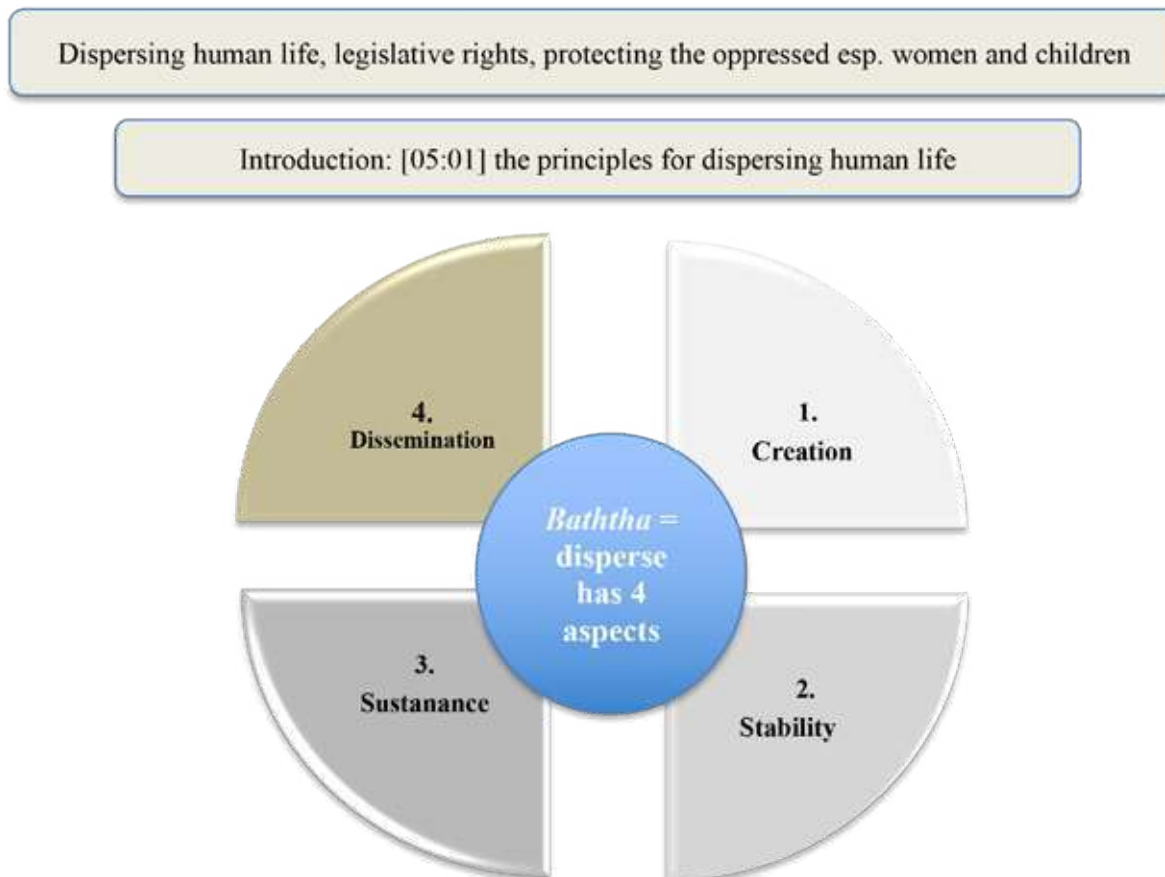 Dispersing human life, legislative rights, protecting the oppressed esp. women and children
Introduction: [05:01] the principles for dispersing human life
4.
Dissemination
1.
Creation
Baththa =
disperse
has 4
aspects
3.
Sustanance
2.
Stability